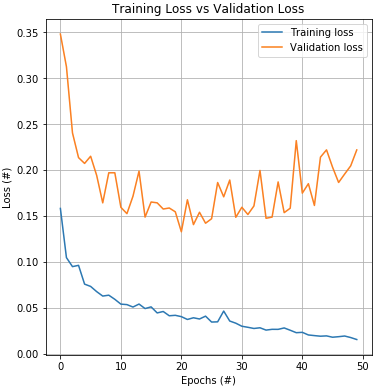 Training Loss vs Validation Loss
Training loss
Validation loss
0.35
0.30
0.25
0.20
0.15
0.10
0.05
0.00
Loss (#)
0 10 20 30 40 50
Epochs (#)